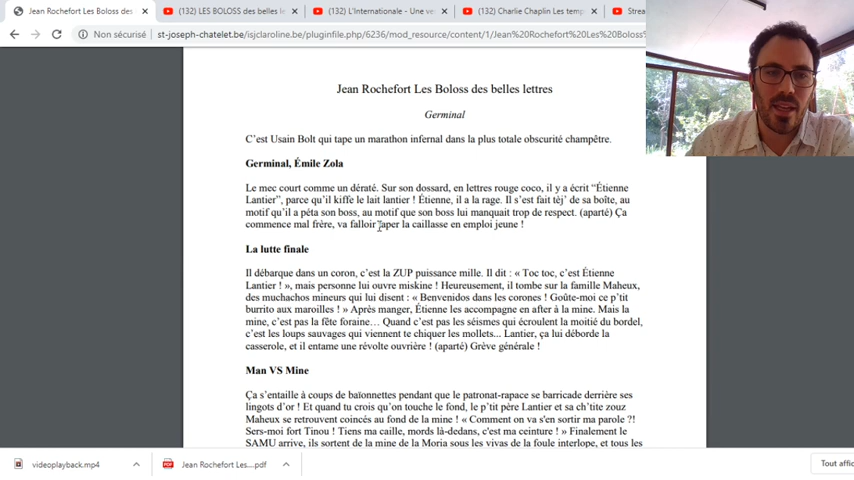 Jean Rochefort Les Boloss des
(132) LES BOLOSS des belles le
(132) L'Internationale - Une ve
(132) Charlie Chaplin Les temp
Strea
Non sécurisé
st-joseph-chatelet.be/isjclaroline.be/pluginfile.php/6236/mod_resource/content/1/Jean%20Rochefort%20Les%20Boloss%
Jean Rochefort Les Boloss des belles lettres
Germinal
C'est Usain Bolt qui tape un marathon infernal dans la plus totale obscurité champêtre.
Germinal, Émile Zola
Le mec court comme un dératé. Sur son dossard, en lettres rouge coco, il y a écrit "Étienne
Lantier", parce qu'il kiffe le lait lantier ! Étienne, il a la rage. Il s'est fait tèj' de sa boîte, au
motif qu'il a péta son boss, au motif que son boss lui manquait trop de respect. (aparté) Ça
commence mal frère, va falloir taper la caillasse en emploi jeune !
La lutte finale
Il débarque dans un coron, c'est la ZUP puissance mille. Il dit : « Toc toc, c'est Étienne
Lantier ! », mais personne lui ouvre miskine ! Heureusement, il tombe sur la famille Maheux,
des muchachos mineurs qui lui disent : « Benvenidos dans les corones ! Goûte-moi ce p'tit
burrito aux maroilles ! » Après manger, Étienne les accompagne en after à la mine. Mais la
mine, c'est pas la fête foraine… Quand c'est pas les séismes qui écroulent la moitié du bordel,
c'est les loups sauvages qui viennent te chiquer les mollets... Lantier, ça lui déborde la
casserole, et il entame une révolte ouvrière ! (aparté) Grève générale !
Man VS Mine
Ça s'entaille à coups de baïonnettes pendant que le patronat-rapace se barricade derrière ses
lingots d'or ! Et quand tu crois qu'on touche le fond, le p'tit père Lantier et sa ch'tite zouz
Maheux se retrouvent coincés au fond de la mine ! « Comment on va s'en sortir ma parole ?!
Sers-moi fort Tinou ! Tiens ma caille, mords là-dedans, c'est ma ceinture ! » Finalement le
SAMU arrive, ils sortent de la mine de la Moria sous les vivas de la foule interlope, et tous les
videoplayback.mp4
Jean Rochefort Les....pdf
Tout affic